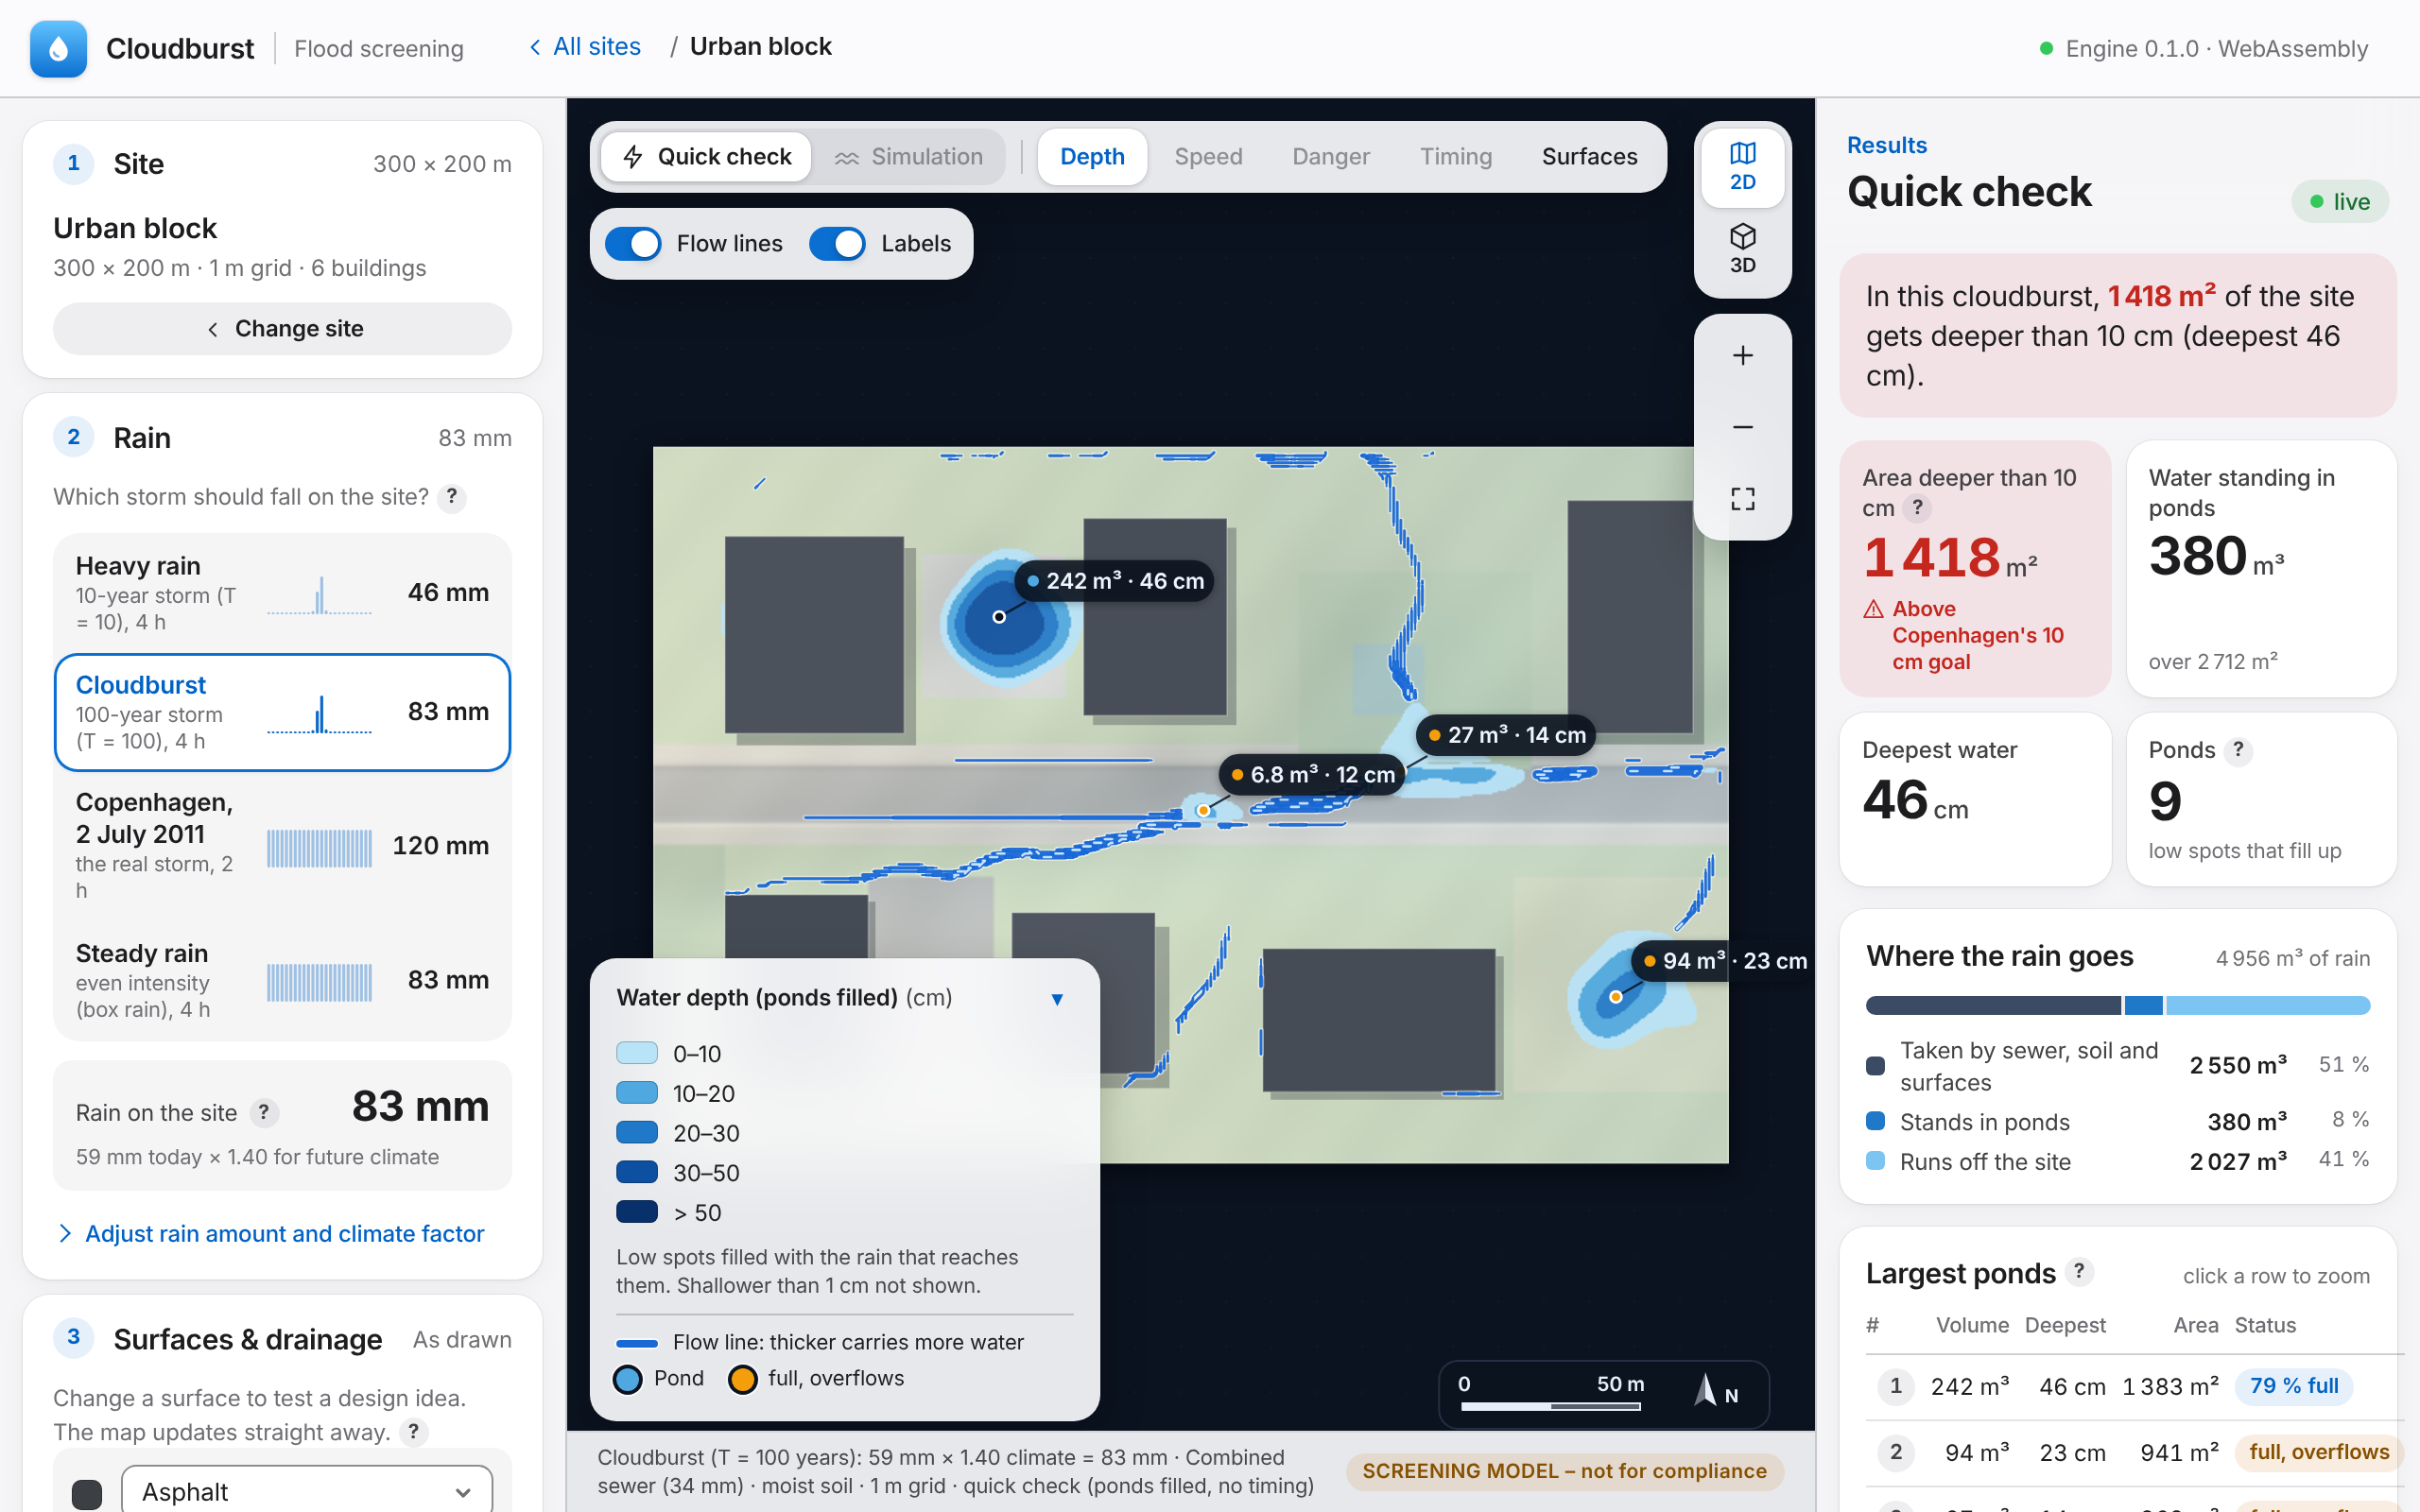 Cloudburst
Flood screening
All sites / Urban block
Engine 0.1.0 · WebAssembly
1
Site
300 × 200 m
Urban block
300 × 200 m · 1 m grid · 6 buildings
Change site
2
Rain
83 mm
Which storm should fall on the site? ?
Heavy rain
10-year storm (T
= 10), 4 h
46 mm
Cloudburst
100-year storm
(T = 100), 4 h
83 mm
Copenhagen,
2 July 2011
the real storm, 2
h
120 mm
Steady rain
even intensity
(box rain), 4 h
83 mm
Rain on the site ?
83 mm
59 mm today × 1.40 for future climate
Adjust rain amount and climate factor
3
Surfaces & drainage
As drawn
Change a surface to test a design idea.
The map updates straight away. ?
Asphalt
Quick check
Simulation
Depth
Speed
Danger
Timing
Surfaces
Flow lines
Labels
2D
3D
242 m³ · 46 cm
27 m³ · 14 cm
6.8 m³ · 12 cm
94 m³ · 23 cm
Water depth (ponds filled) (cm)
0–10
10–20
20–30
30–50
> 50
Low spots filled with the rain that reaches
them. Shallower than 1 cm not shown.
Flow line: thicker carries more water
Pond
full, overflows
0
50 m
N
Cloudburst (T = 100 years): 59 mm × 1.40 climate = 83 mm · Combined
sewer (34 mm) · moist soil · 1 m grid · quick check (ponds filled, no timing)
SCREENING MODEL – not for compliance
Results
Quick check
live
In this cloudburst, 1 418 m² of the site
gets deeper than 10 cm (deepest 46
cm).
Area deeper than 10
cm ?
1 418 m²
Above
Copenhagen's 10
cm goal
Water standing in
ponds
380 m³
over 2 712 m²
Deepest water
46 cm
Ponds ?
9
low spots that fill up
Where the rain goes
4 956 m³ of rain
Taken by sewer, soil and
surfaces
2 550 m³
51 %
Stands in ponds
380 m³
8 %
Runs off the site
2 027 m³
41 %
Largest ponds ?
click a row to zoom
# Volume Deepest Area Status
1 242 m³ 46 cm 1 383 m² 79 % full
2 94 m³ 23 cm 941 m² full, overflows